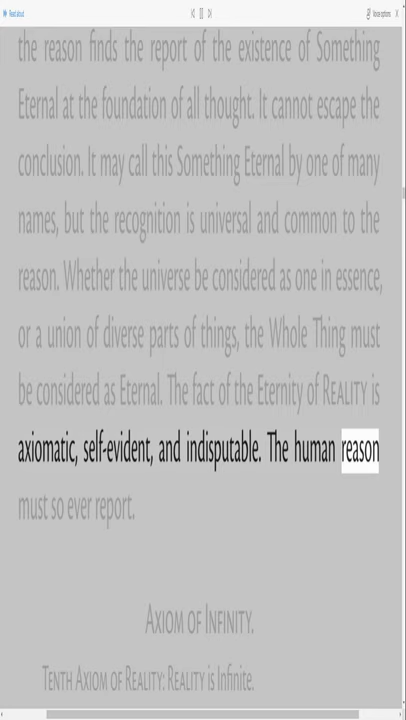 Read aloud
Voice options
the reason finds the report of the existence of Something
Eternal at the foundation of all thought. It cannot escape the
conclusion. It may call this Something Eternal by one of many
names, but the recognition is universal and common to the
reason. Whether the universe be considered as one in essence,
or a union of diverse parts of things, the Whole Thing must
be considered as Eternal. The fact of the Eternity of REALITY is
axiomatic, self-evident, and indisputable. The human reason
must so ever report.
AXIOM OF INFINITY.
TENTH AXIOM OF REALITY: REALITY is Infinite.